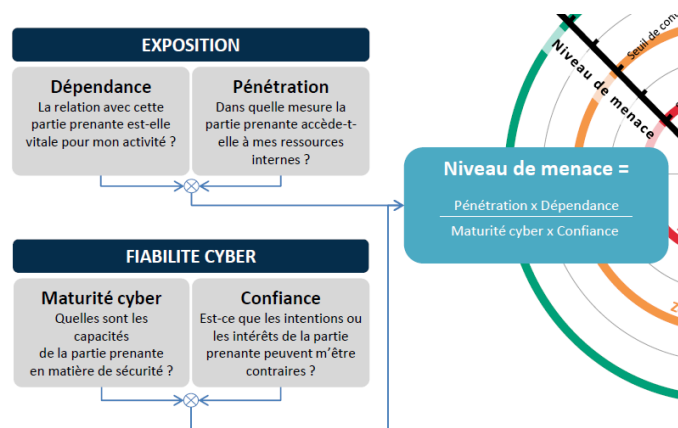 EXPOSITION
Dépendance
La relation avec cette
partie prenante est-elle
vitale pour mon activité ?
Pénétration
Dans quelle mesure la
partie prenante accède-t-
elle à mes ressources
internes ?
FIABILITE CYBER
Maturité cyber
Quelles sont les
capacités
de la partie prenante
en matière de sécurité ?
Confiance
Est-ce que les intentions ou
les intérêts de la partie
prenante peuvent m’être
contraires ?
Niveau de menace =
Pénétration x Dépendance
Maturité cyber x Confiance
Niveau de menace
Seuil de